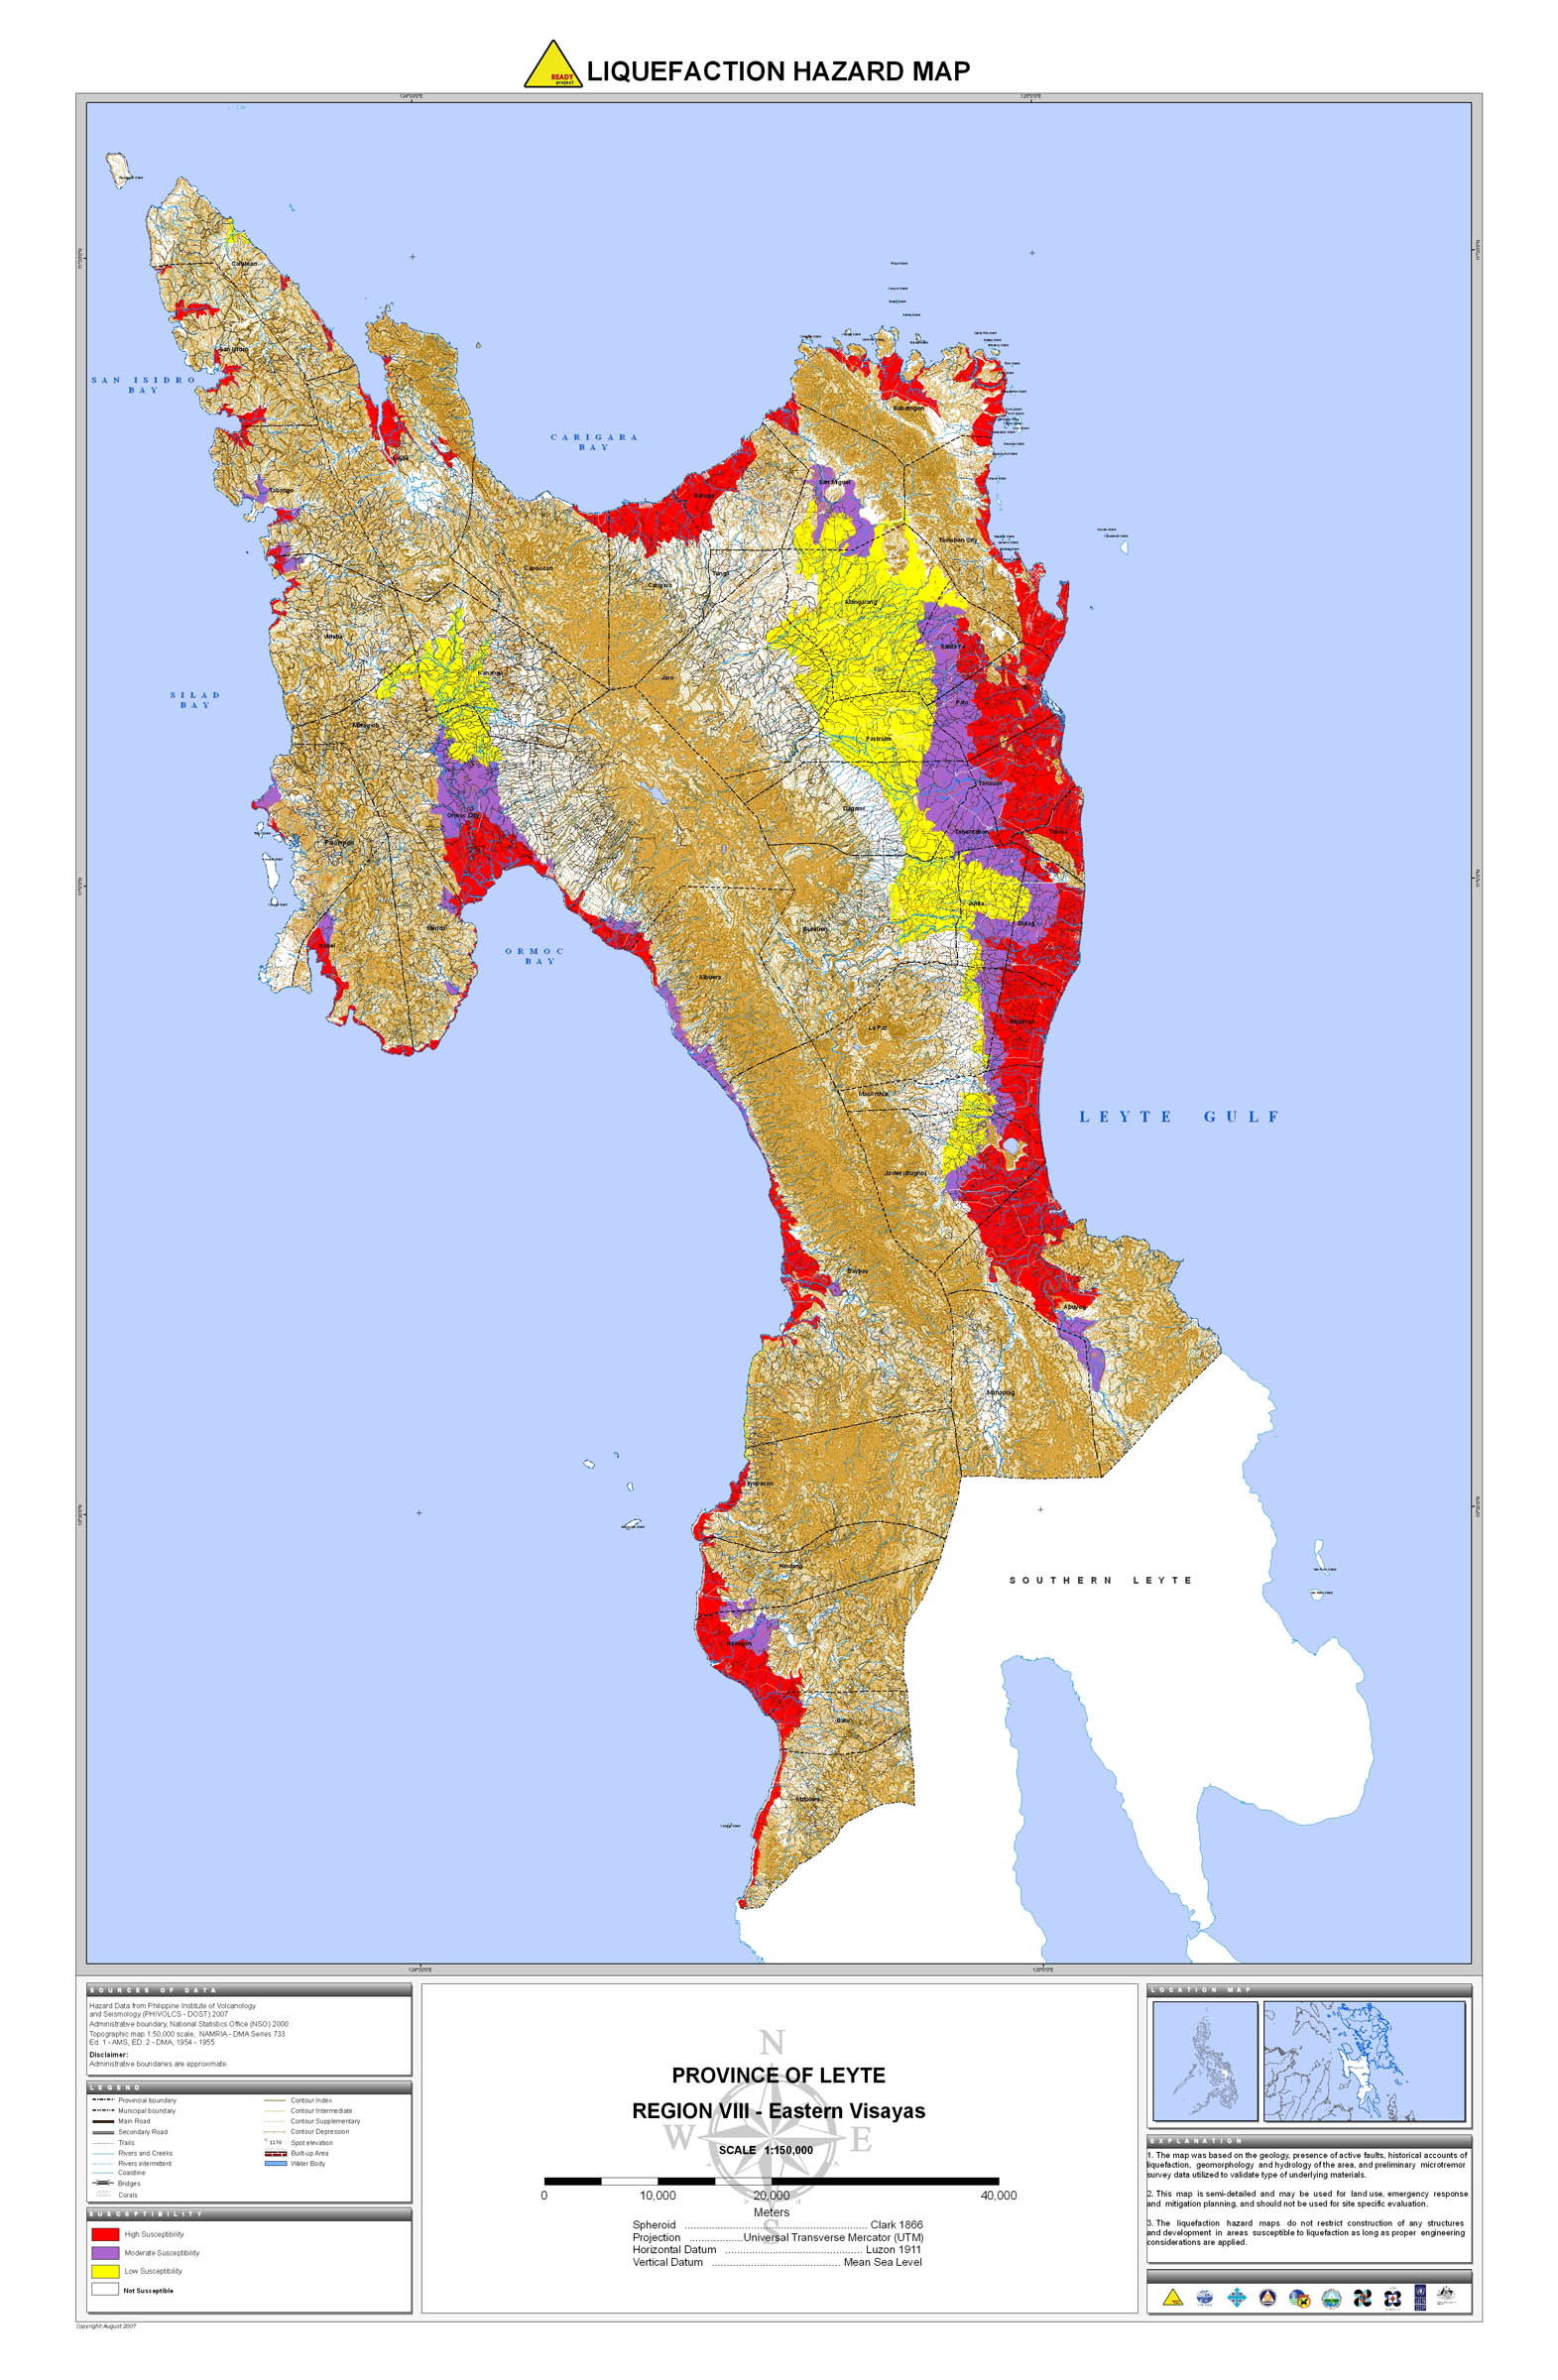 READY
project
LIQUEFACTION HAZARD MAP
Calubian
San Isidro
SAN ISIDRO
BAY
CARIGARA
BAY
Babatngon
Leyte
San Miguel
Tabango
Barugo
Tacloban City
Capoocan
Tunga
Carigara
Alangalang
Villaba
Santa Fe
Kananga
Jaro
SILAD
BAY
Palo
Matag-ob
Pastrana
Tanauan
Dagami
Ormoc City
Tabontabon
Tolosa
Palompon
Julita
Dulag
Merida
Burauen
Isabel
ORMOC
BAY
Albuera
Mayorga
La Paz
MacArthur
LEYTE GULF
Javier (Bugho)
Baybay
Abuyog
Mahaplag
Inopacan
Hindang
SOUTHERN LEYTE
Hilongos
Bato
Matalom
SOURCES OF DATA
Hazard Data from Philippine Institute of Volcanology
and Seismology (PHIVOLCS - DOST) 2007
Administrative boundary, National Statistics Office (NSO) 2000
Topographic map 1:50,000 scale, NAMRIA - DMA Series 733
Ed. 1 - AMS, ED. 2 - DMA, 1954 - 1955
Disclaimer:
Administrative boundaries are approximate.
LEGEND
Provincial boundary
Municipal boundary
Main Road
Secondary Road
Trails
Rivers and Creeks
Rivers intermittent
Coastline
Bridges
Corals
Contour Index
Contour Intermediate
Contour Supplementary
Contour Depression
1176 Spot elevation
Built-up Area
Water Body
SUSCEPTIBILITY
High Susceptibility
Moderate Susceptibility
Low Susceptibility
Not Susceptible
Copyright: August 2007
N
PROVINCE OF LEYTE
REGION VIII - Eastern Visayas
W E
SCALE 1:150,000
0 10,000 20,000 40,000
Meters
S
Spheroid ........ Clark 1866
Projection ........ Universal Transverse Mercator (UTM)
Horizontal Datum ........ Luzon 1911
Vertical Datum ........ Mean Sea Level
LOCATION MAP
EXPLANATION
1. The map was based on the geology, presence of active faults, historical accounts of
liquefaction, geomorphology and hydrology of the area, and preliminary microtremor
survey data utilized to validate type of underlying materials.
2. This map is semi-detailed and may be used for land use, emergency response
and mitigation planning, and should not be used for site specific evaluation.
3. The liquefaction hazard maps do not restrict construction of any structures
and development in areas susceptible to liquefaction as long as proper engineering
considerations are applied.